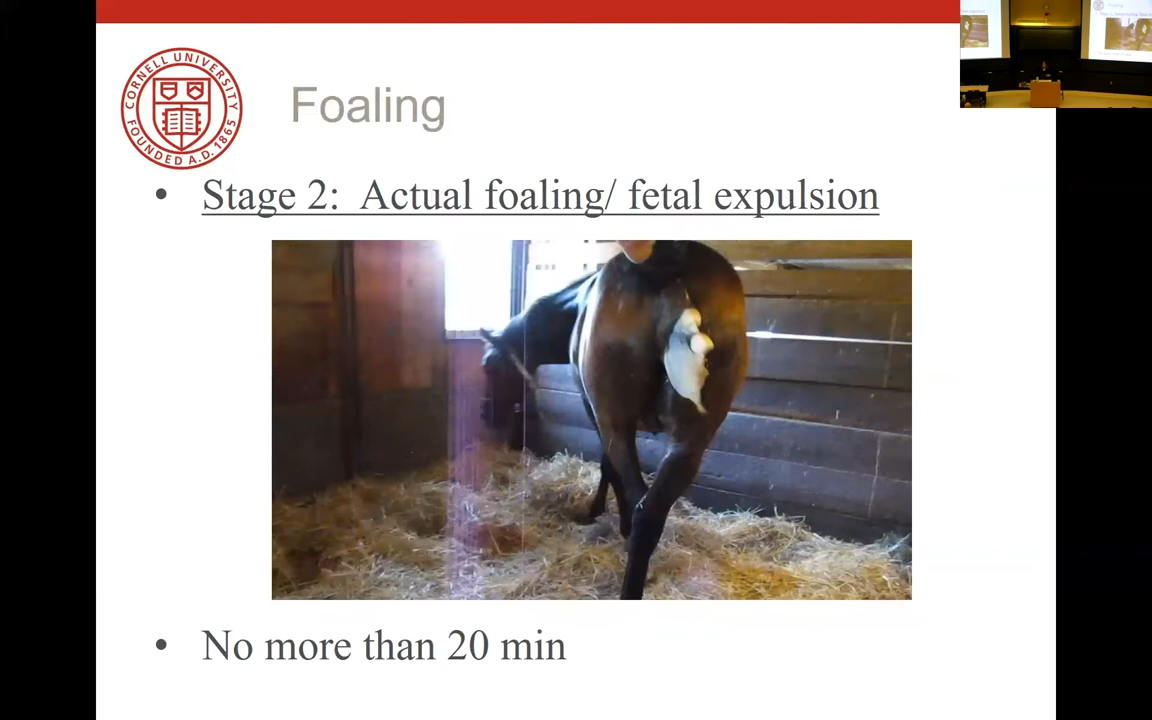 CORNELL UNIVERSITY
FOUNDED A.D. 1865
Foaling
• Stage 2: Actual foaling/ fetal expulsion
• No more than 20 min